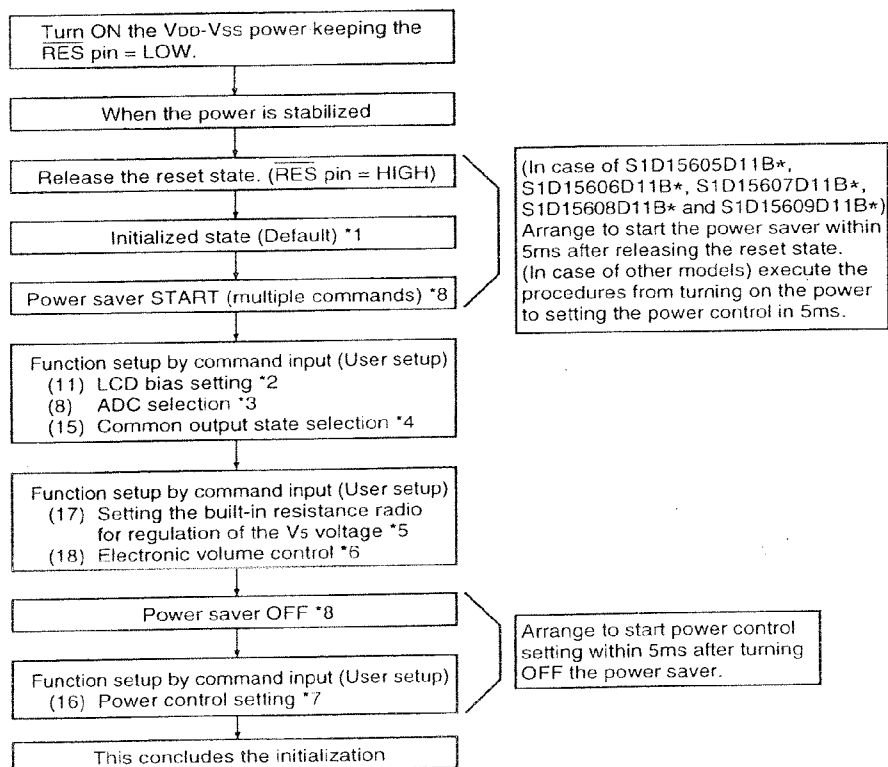 Turn ON the VDD-VSS power keeping the
RES pin = LOW.
When the power is stabilized
Release the reset state. (RES pin = HIGH)
Initialized state (Default) *1
Power saver START (multiple commands) *8
(In case of S1D15605D11B*,
S1D15606D11B*, S1D15607D11B*,
S1D15608D11B* and S1D15609D11B*)
Arrange to start the power saver within
5ms after releasing the reset state.
(In case of other models) execute the
procedures from turning on the power
to setting the power control in 5ms.
Function setup by command input (User setup)
(11) LCD bias setting *2
(8) ADC selection *3
(15) Common output state selection *4
Function setup by command input (User setup)
(17) Setting the built-in resistance radio
for regulation of the V5 voltage *5
(18) Electronic volume control *6
Power saver OFF *8
Function setup by command input (User setup)
(16) Power control setting *7
Arrange to start power control
setting within 5ms after turning
OFF the power saver.
This concludes the initialization